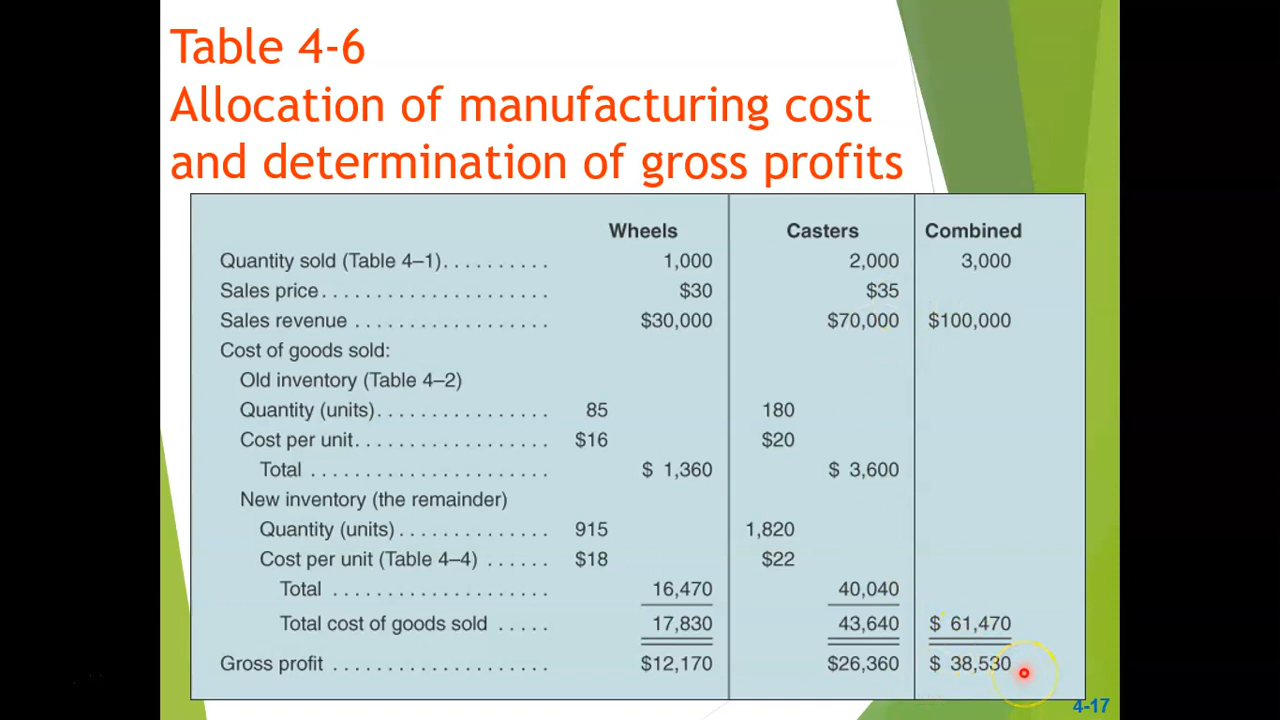 Table 4-6
Allocation of manufacturing cost
and determination of gross profits
Wheels Casters Combined
Quantity sold (Table 4–1). . . . . . . . . . 1,000 2,000 3,000
Sales price. . . . . . . . . . . . . . . . . . . . . $30 $35
Sales revenue . . . . . . . . . . . . . . . . . . $30,000 $70,000 $100,000
Cost of goods sold:
Old inventory (Table 4–2)
Quantity (units). . . . . . . . . . . . . . . . 85 180
Cost per unit. . . . . . . . . . . . . . . . . . $16 $20
Total . . . . . . . . . . . . . . . . . . . . . . $ 1,360 $ 3,600
New inventory (the remainder)
Quantity (units) . . . . . . . . . . . . . . 915 1,820
Cost per unit (Table 4–4) . . . . . . $18 $22
Total . . . . . . . . . . . . . . . . . . . . 16,470 40,040
Total cost of goods sold . . . . . 17,830 43,640 $ 61,470
Gross profit . . . . . . . . . . . . . . . . . . . . $12,170 $26,360 $ 38,530
4-17